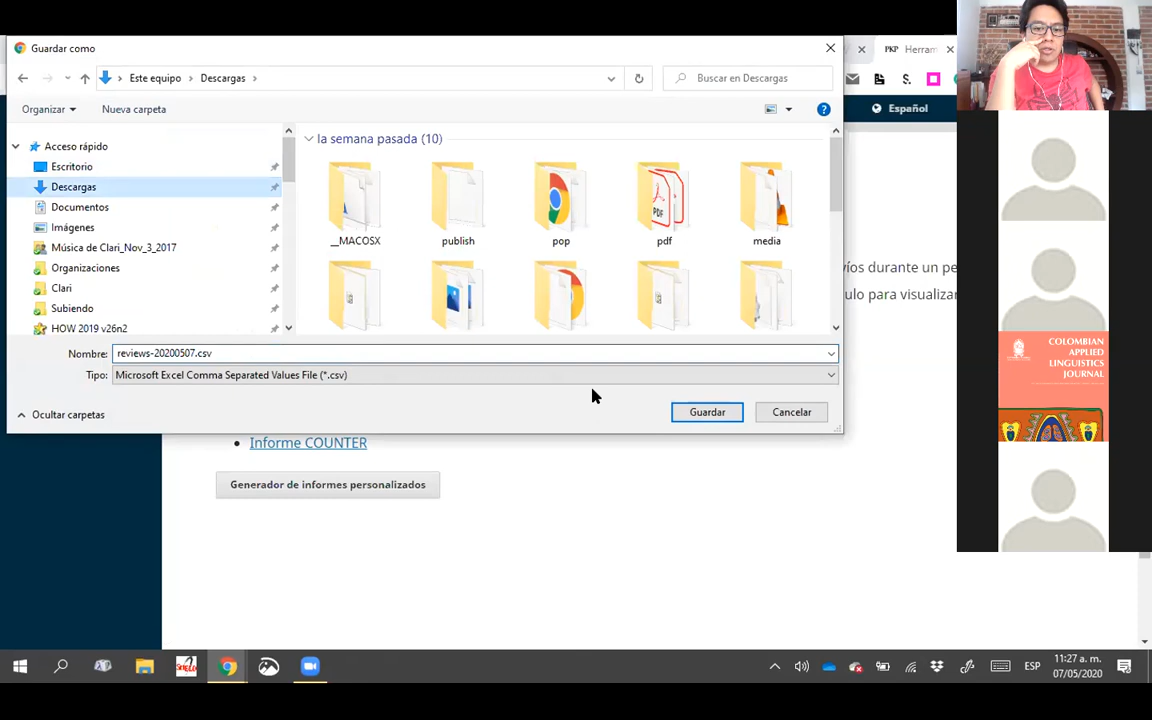 Guardar como
PKP Herram
Este equipo
Descargas
Buscar en Descargas
Organizar
Nueva carpeta
Español
la semana pasada (10)
Acceso rápido
Escritorio
Descargas
Documentos
Imágenes
Música de Clari_Nov_3_2017
Organizaciones
Clari
Subiendo
HOW 2019 v26n2
__MACOSX
publish
pop
pdf
media
PDF
víos durante un pe
ulo para visualizar
Nombre:
reviews-20200507.csv
Tipo:
Microsoft Excel Comma Separated Values File (*.csv)
Ocultar carpetas
Guardar
Cancelar
Informe COUNTER
Generador de informes personalizados
COLOMBIAN
APPLIED
LINGUISTICS
JOURNAL
ESP
11:27 a. m.
07/05/2020